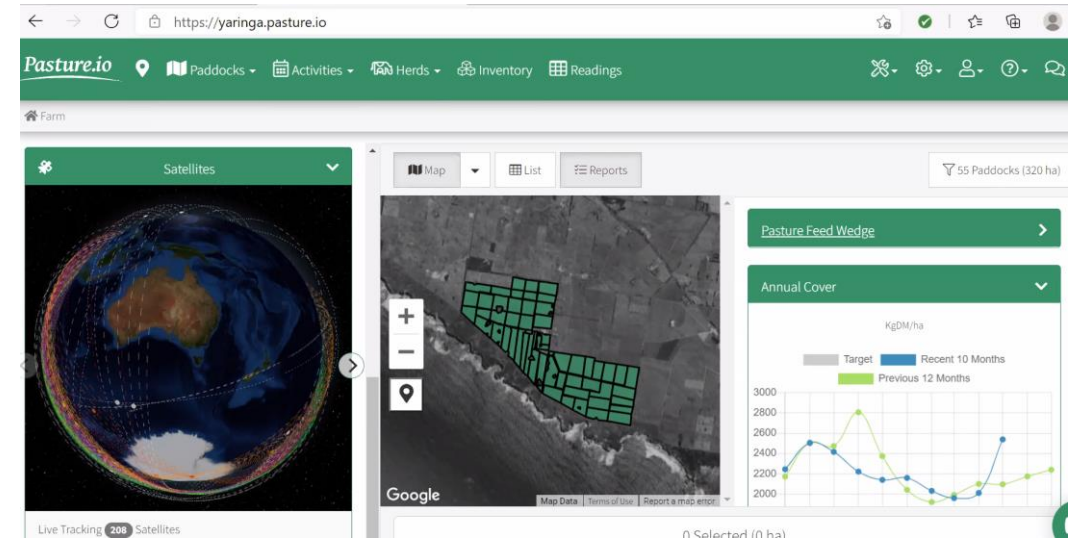 https://yaringa.pasture.io
Pasture.io
Paddocks
Activities
Herds
Inventory
Readings
Farm
Satellites
Live Tracking 208 Satellites
Map
List
Reports
55 Paddocks (320 ha)
Google
Map Data
Terms of Use
Report a map error
Pasture Feed Wedge
Annual Cover
KgDM/ha
Target
Recent 10 Months
Previous 12 Months
3000
2800
2600
2400
2200
2000
0 Selected (0 ha)